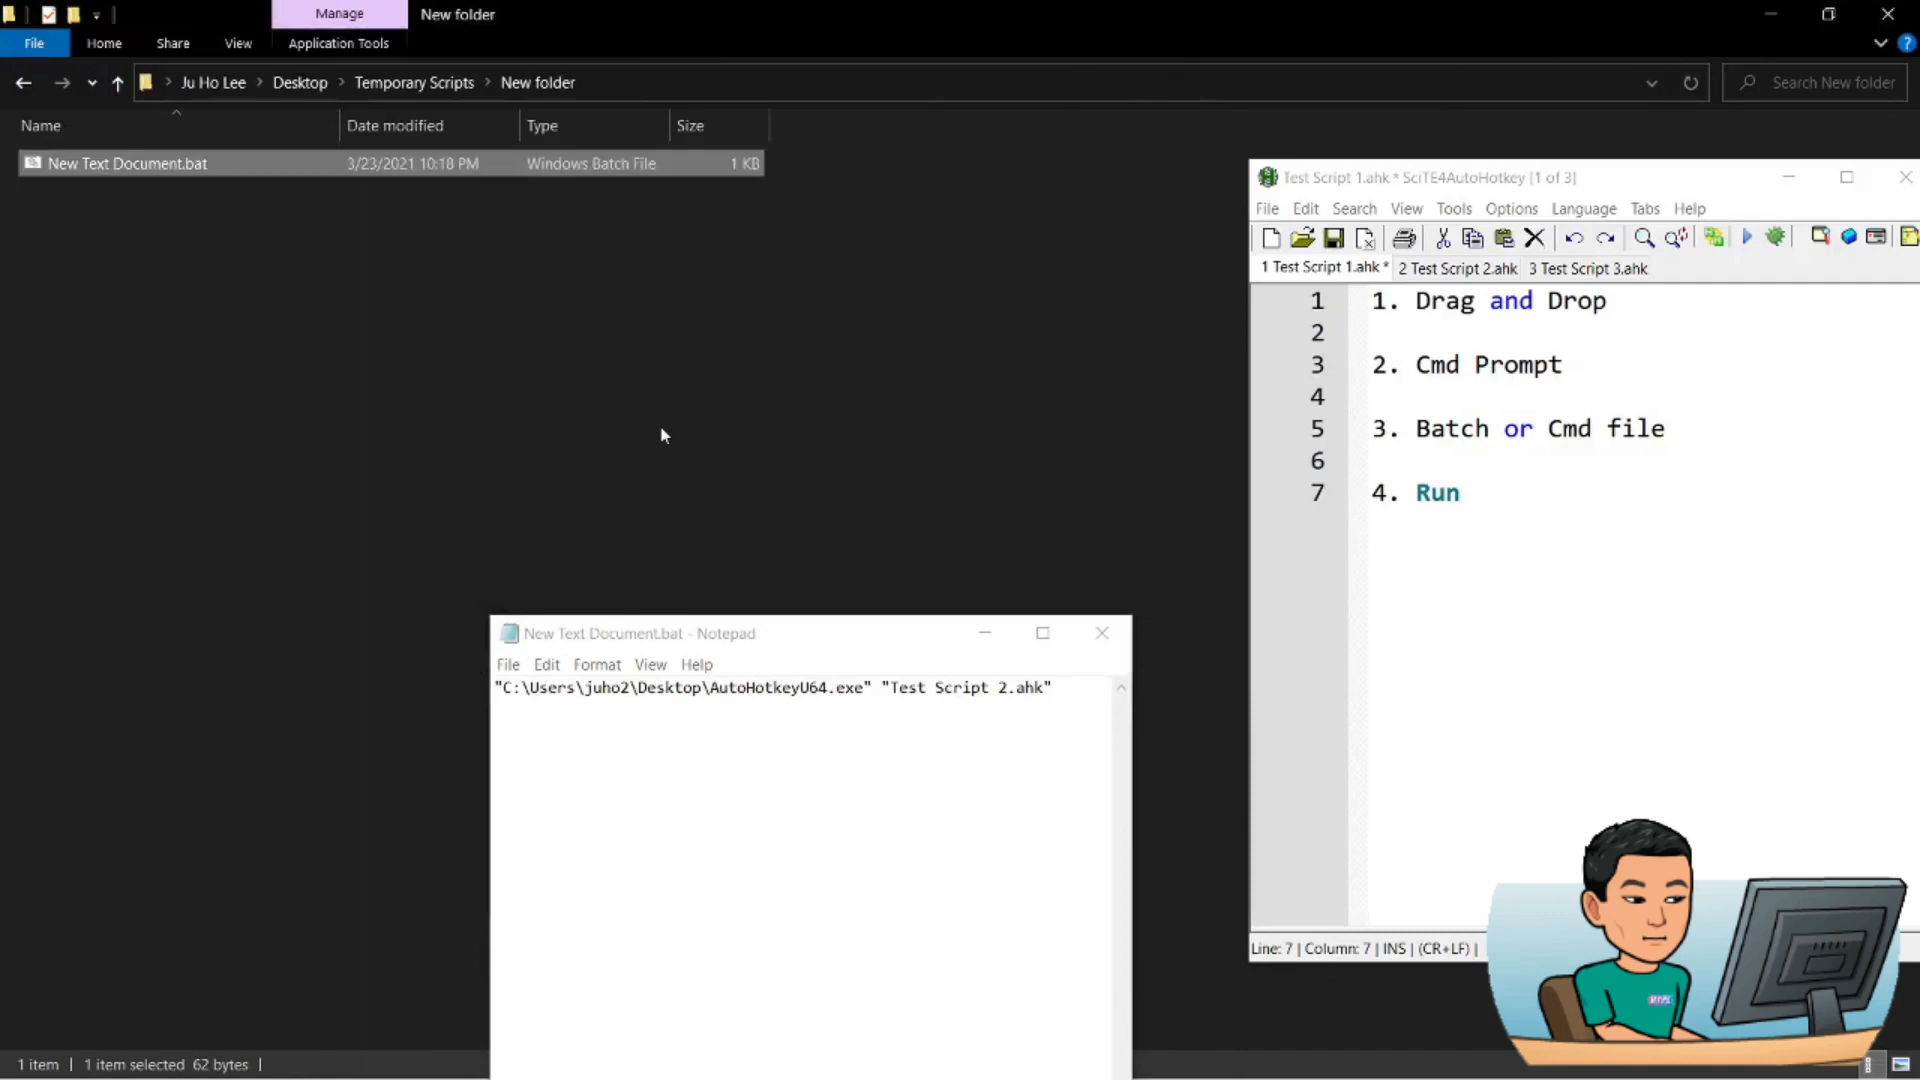 Manage
New folder
File
Home
Share
View
Application Tools
Ju Ho Lee
Desktop
Temporary Scripts
New folder
Search New folder
Name
Date modified
Type
Size
New Text Document.bat
3/23/2021 10:18 PM
Windows Batch File
1 KB
Test Script 1.ahk * SciTE4AutoHotkey [1 of 3]
File Edit Search View Tools Options Language Tabs Help
1 Test Script 1.ahk *
2 Test Script 2.ahk
3 Test Script 3.ahk
1 1. Drag and Drop
2
3 2. Cmd Prompt
4
5 3. Batch or Cmd file
6
7 4. Run
Line: 7 | Column: 7 | INS | (CR+LF) |
New Text Document.bat - Notepad
File Edit Format View Help
"C:\Users\juho2\Desktop\AutoHotkeyU64.exe" "Test Script 2.ahk"
1 item
1 item selected 62 bytes